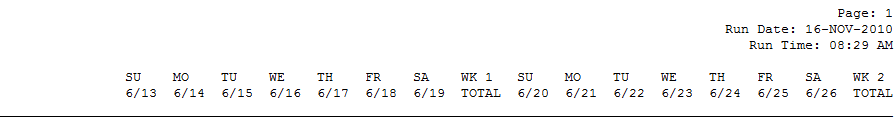 Page: 1
Run Date: 16-NOV-2010
Run Time: 08:29 AM
SU MO TU WE TH FR SA WK 1 SU MO TU WE TH FR SA WK 2
6/13 6/14 6/15 6/16 6/17 6/18 6/19 TOTAL 6/20 6/21 6/22 6/23 6/24 6/25 6/26 TOTAL